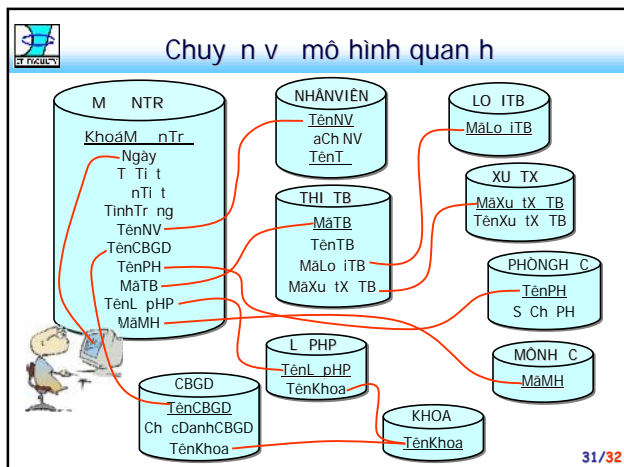 IT FACULTY
Chuy n v mô hình quan h
M NTR
KhoáM nTr
Ngày
T Ti t
nTi t
TìnhTr ng
TênNV
TênCBGD
TênPH
MãTB
TênL pHP
MãMH
NHÂNVIÊN
TênNV
aCh NV
TênT
LO ITB
MãLo iTB
THI TB
MãTB
TênTB
MãLo iTB
MãXu tX TB
XU TX
MãXu tX TB
TênXu tX TB
PHÒNGH C
TênPH
S Ch PH
L PHP
TênL pHP
TênKhoa
MÔNH C
MãMH
CBGD
TênCBGD
Ch cDanhCBGD
TênKhoa
KHOA
TênKhoa
31/32